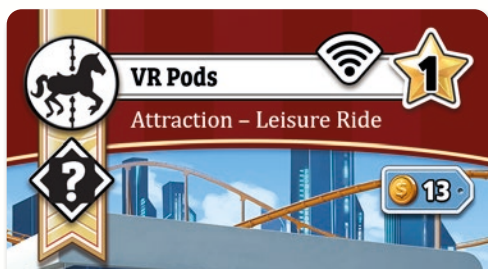 VR Pods
1
Attraction – Leisure Ride
?
13